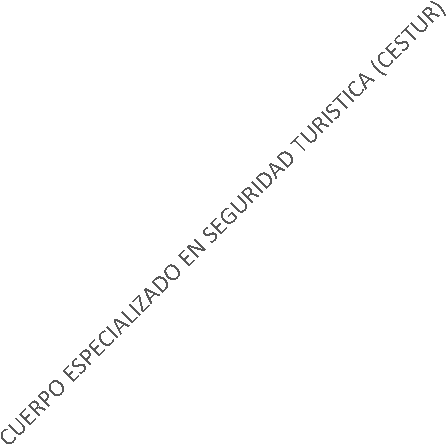 CUERPO ESPECIALIZADO EN SEGURIDAD TURISTICA (CESTUR)